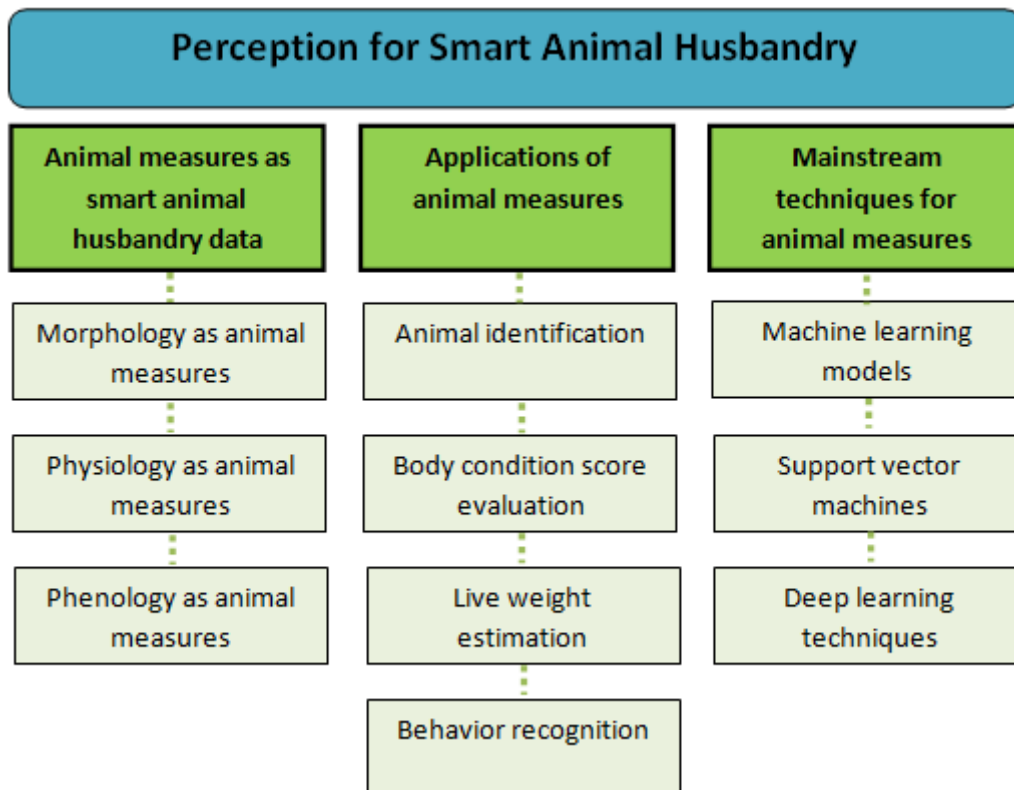 Perception for Smart Animal Husbandry
Animal measures as
smart animal
husbandry data
Morphology as animal
measures
Physiology as animal
measures
Phenology as animal
measures
Applications of
animal measures
Animal identification
Body condition score
evaluation
Live weight
estimation
Behavior recognition
Mainstream
techniques for
animal measures
Machine learning
models
Support vector
machines
Deep learning
techniques